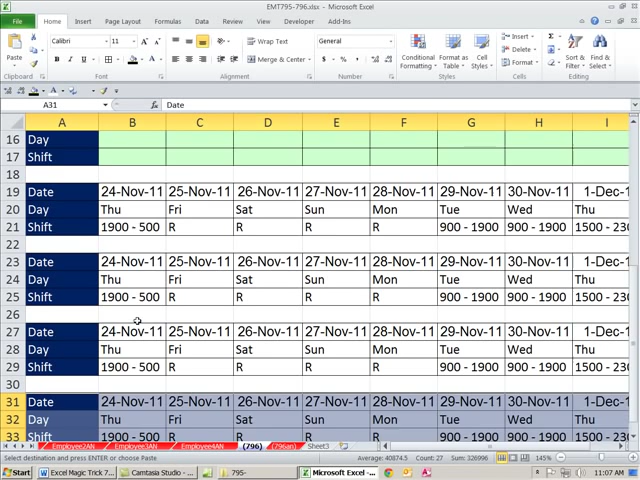 EMT795-796.xlsx - Microsoft Excel
File Home Insert Page Layout Formulas Data Review View Developer Add-Ins
Calibri 11 Wrap Text General Insert
Paste Merge & Center Conditional Formatting Format as Table Cell Styles Delete Format Sort & Filter Find & Select
Clipboard Font Alignment Number Styles Cells Editing
A31 fx Date
A B C D E F G H I
16 Day
17 Shift
18
19 Date 24-Nov-11 25-Nov-11 26-Nov-11 27-Nov-11 28-Nov-11 29-Nov-11 30-Nov-11 1-Dec-1
20 Day Thu Fri Sat Sun Mon Tue Wed Thu
21 Shift 1900 - 500 R R R R 900 - 1900 900 - 1900 1500 - 230
22
23 Date 24-Nov-11 25-Nov-11 26-Nov-11 27-Nov-11 28-Nov-11 29-Nov-11 30-Nov-11 1-Dec-1
24 Day Thu Fri Sat Sun Mon Tue Wed Thu
25 Shift 1900 - 500 R R R R 900 - 1900 900 - 1900 1500 - 230
26
27 Date 24-Nov-11 25-Nov-11 26-Nov-11 27-Nov-11 28-Nov-11 29-Nov-11 30-Nov-11 1-Dec-1
28 Day Thu Fri Sat Sun Mon Tue Wed Thu
29 Shift 1900 - 500 R R R R 900 - 1900 900 - 1900 1500 - 230
30
31 Date 24-Nov-11 25-Nov-11 26-Nov-11 27-Nov-11 28-Nov-11 29-Nov-11 30-Nov-11 1-Dec-1
32 Day Thu Fri Sat Sun Mon Tue Wed Thu
33 Shift 1900 - 500 R R R R 900 - 1900 900 - 1900 1500 - 230
Employee2AN Employee3AN Employee4AN (796) (796an) Sheet3
Select destination and press ENTER or choose Paste Average: 40874.5 Count: 27 Sum: 326996 145%
Start Excel Magic Trick 7... Camtasia Studio - ... 795- Microsoft Excel -... 11:07 AM